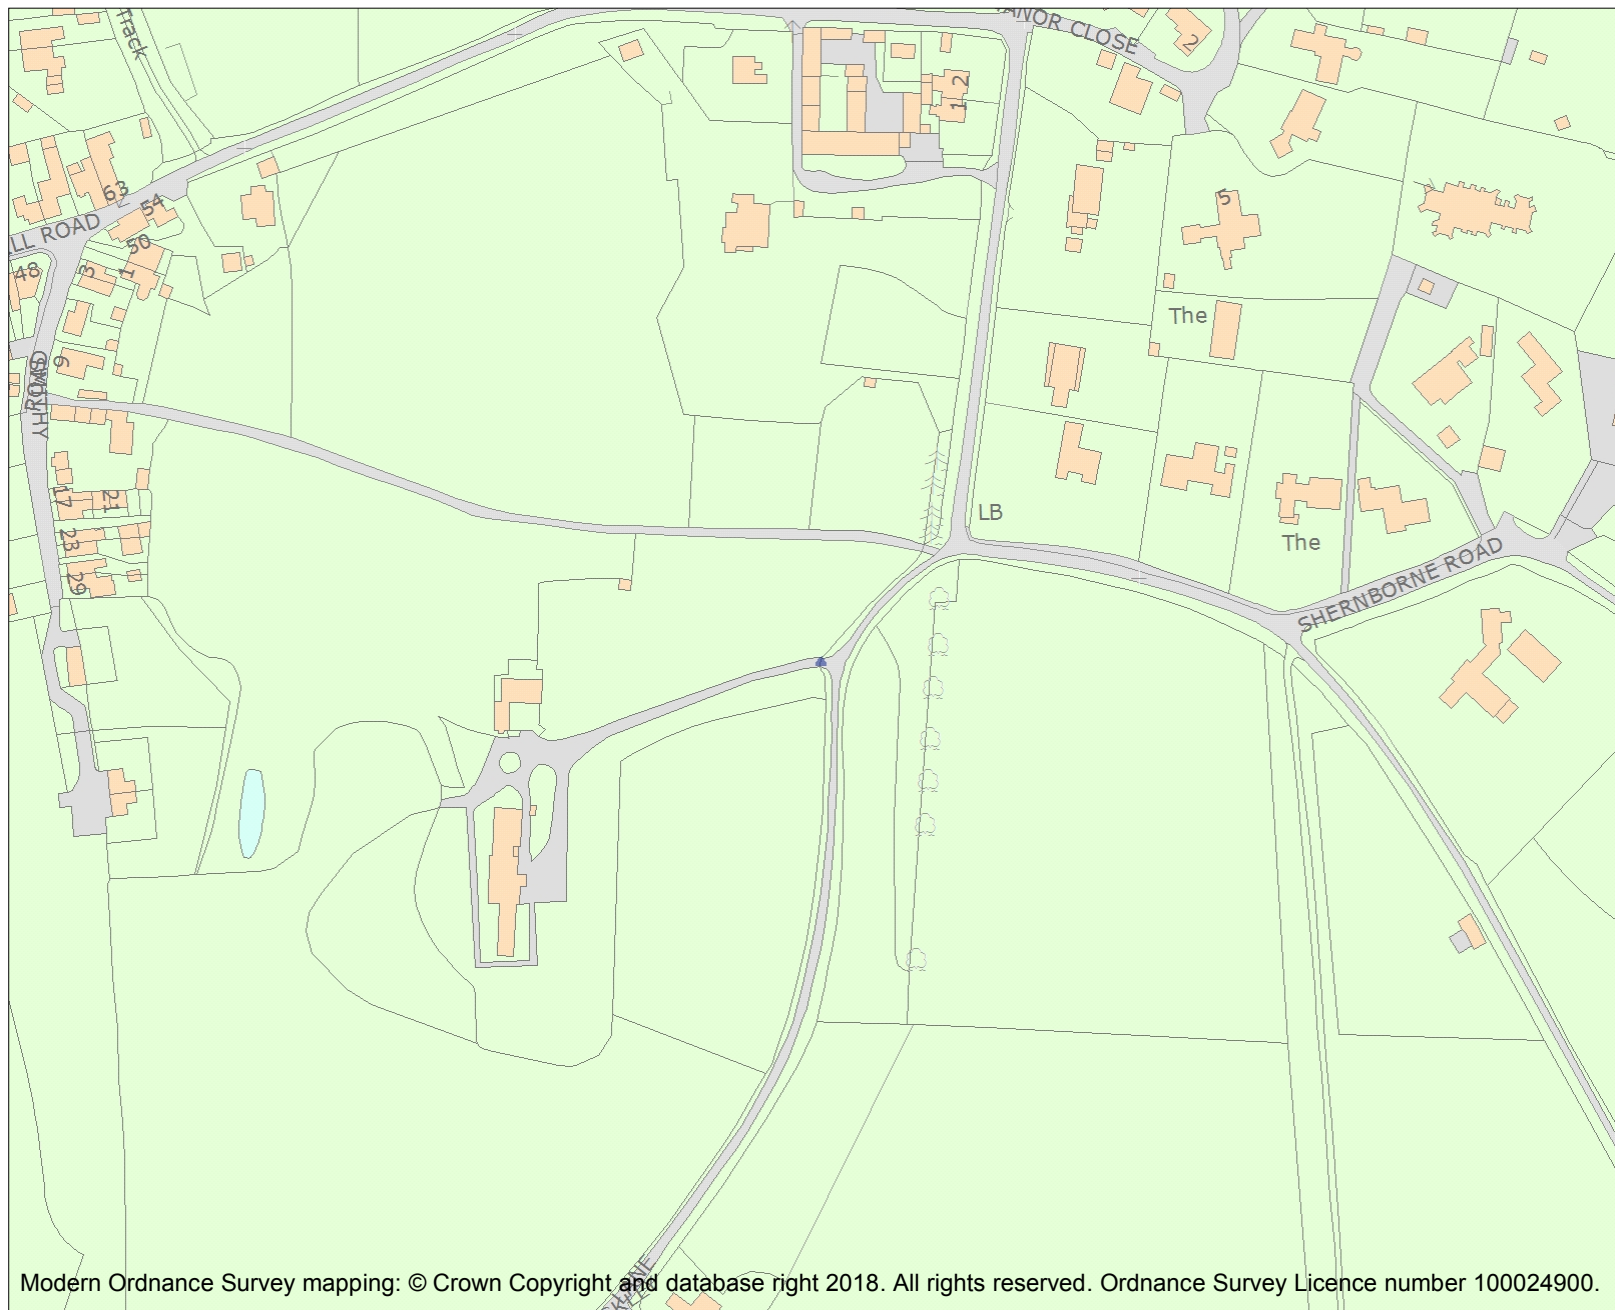 Track
ANOR CLOSE
2
1
2
63
54
LL ROAD
50
48
3
1
5
The
6
17
21
23
29
LB
The
SHERNBORNE ROAD
Modern Ordnance Survey mapping: © Crown Copyright and database right 2018. All rights reserved. Ordnance Survey Licence number 100024900.